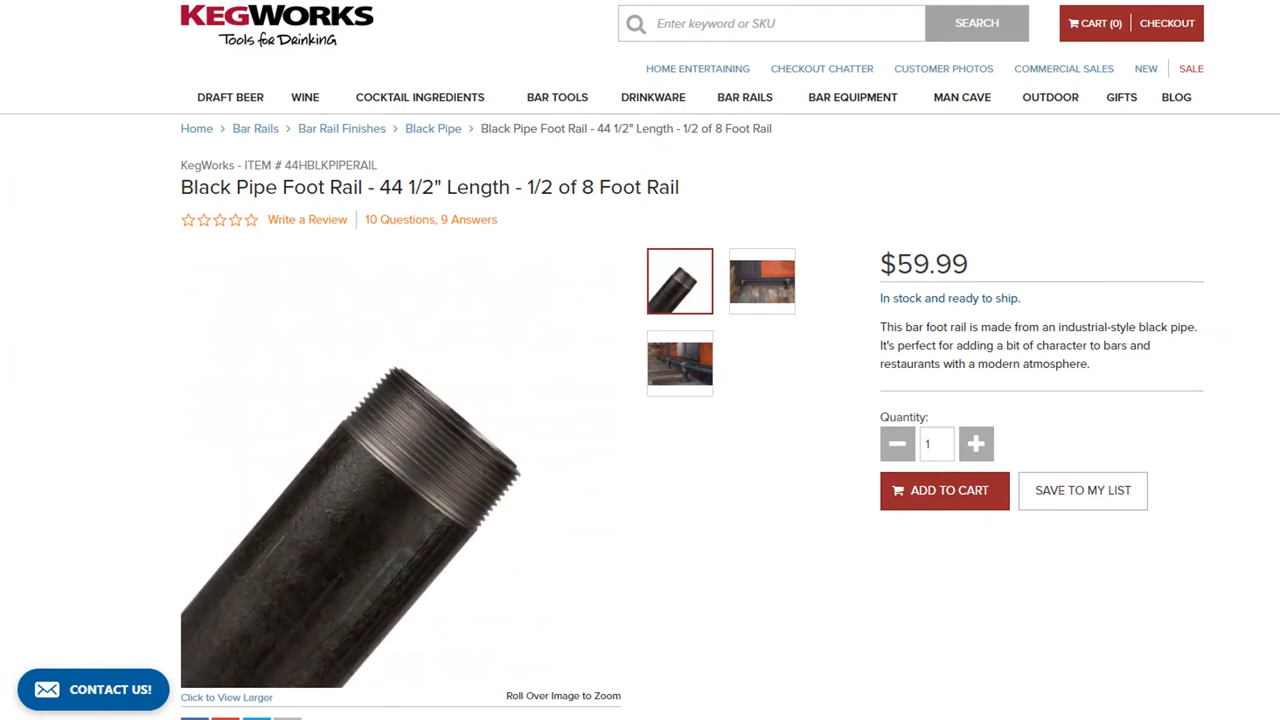 KEGWORKS
Tools for Drinking
Enter keyword or SKU
SEARCH
CART (0)
CHECKOUT
HOME ENTERTAINING
CHECKOUT CHATTER
CUSTOMER PHOTOS
COMMERCIAL SALES
NEW
SALE
DRAFT BEER
WINE
COCKTAIL INGREDIENTS
BAR TOOLS
DRINKWARE
BAR RAILS
BAR EQUIPMENT
MAN CAVE
OUTDOOR
GIFTS
BLOG
Home > Bar Rails > Bar Rail Finishes > Black Pipe > Black Pipe Foot Rail - 44 1/2" Length - 1/2 of 8 Foot Rail
KegWorks - ITEM # 44HBLKPIPERAIL
Black Pipe Foot Rail - 44 1/2" Length - 1/2 of 8 Foot Rail
Write a Review
10 Questions, 9 Answers
$59.99
In stock and ready to ship.
This bar foot rail is made from an industrial-style black pipe.
It's perfect for adding a bit of character to bars and
restaurants with a modern atmosphere.
Quantity:
1
ADD TO CART
SAVE TO MY LIST
Click to View Larger
Roll Over Image to Zoom
CONTACT US!